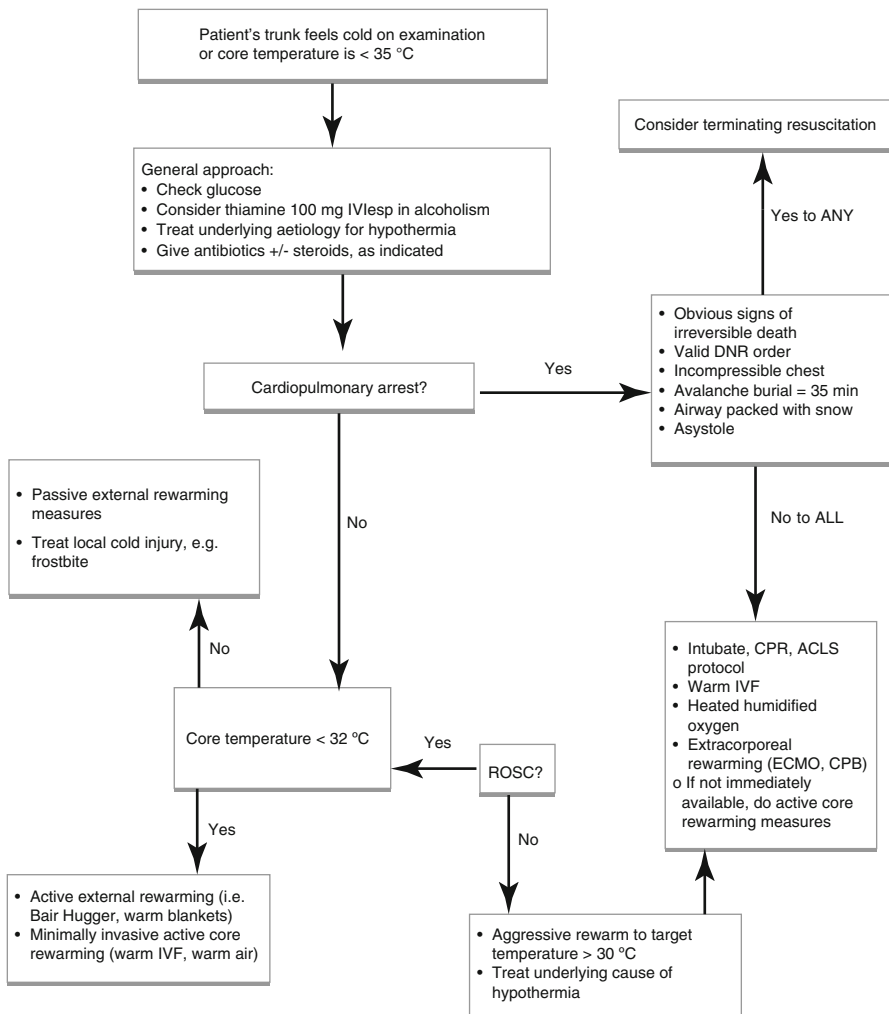 Patient's trunk feels cold on examination
or core temperature is < 35 °C
Consider terminating resuscitation
General approach:
• Check glucose
• Consider thiamine 100 mg IVIesp in alcoholism
• Treat underlying aetiology for hypothermia
• Give antibiotics +/- steroids, as indicated
Yes to ANY
• Obvious signs of
irreversible death
• Valid DNR order
• Incompressible chest
• Avalanche burial = 35 min
• Airway packed with snow
• Asystole
Cardiopulmonary arrest?
Yes
• Passive external rewarming
measures
• Treat local cold injury, e.g.
frostbite
No
No to ALL
No
• Intubate, CPR, ACLS
protocol
• Warm IVF
• Heated humidified
oxygen
• Extracorporeal
rewarming (ECMO, CPB)
o If not immediately
available, do active core
rewarming measures
Core temperature < 32 ºC
Yes
ROSC?
Yes
No
• Active external rewarming (i.e.
Bair Hugger, warm blankets)
• Minimally invasive active core
rewarming (warm IVF, warm air)
• Aggressive rewarm to target
temperature > 30 ºC
• Treat underlying cause of
hypothermia